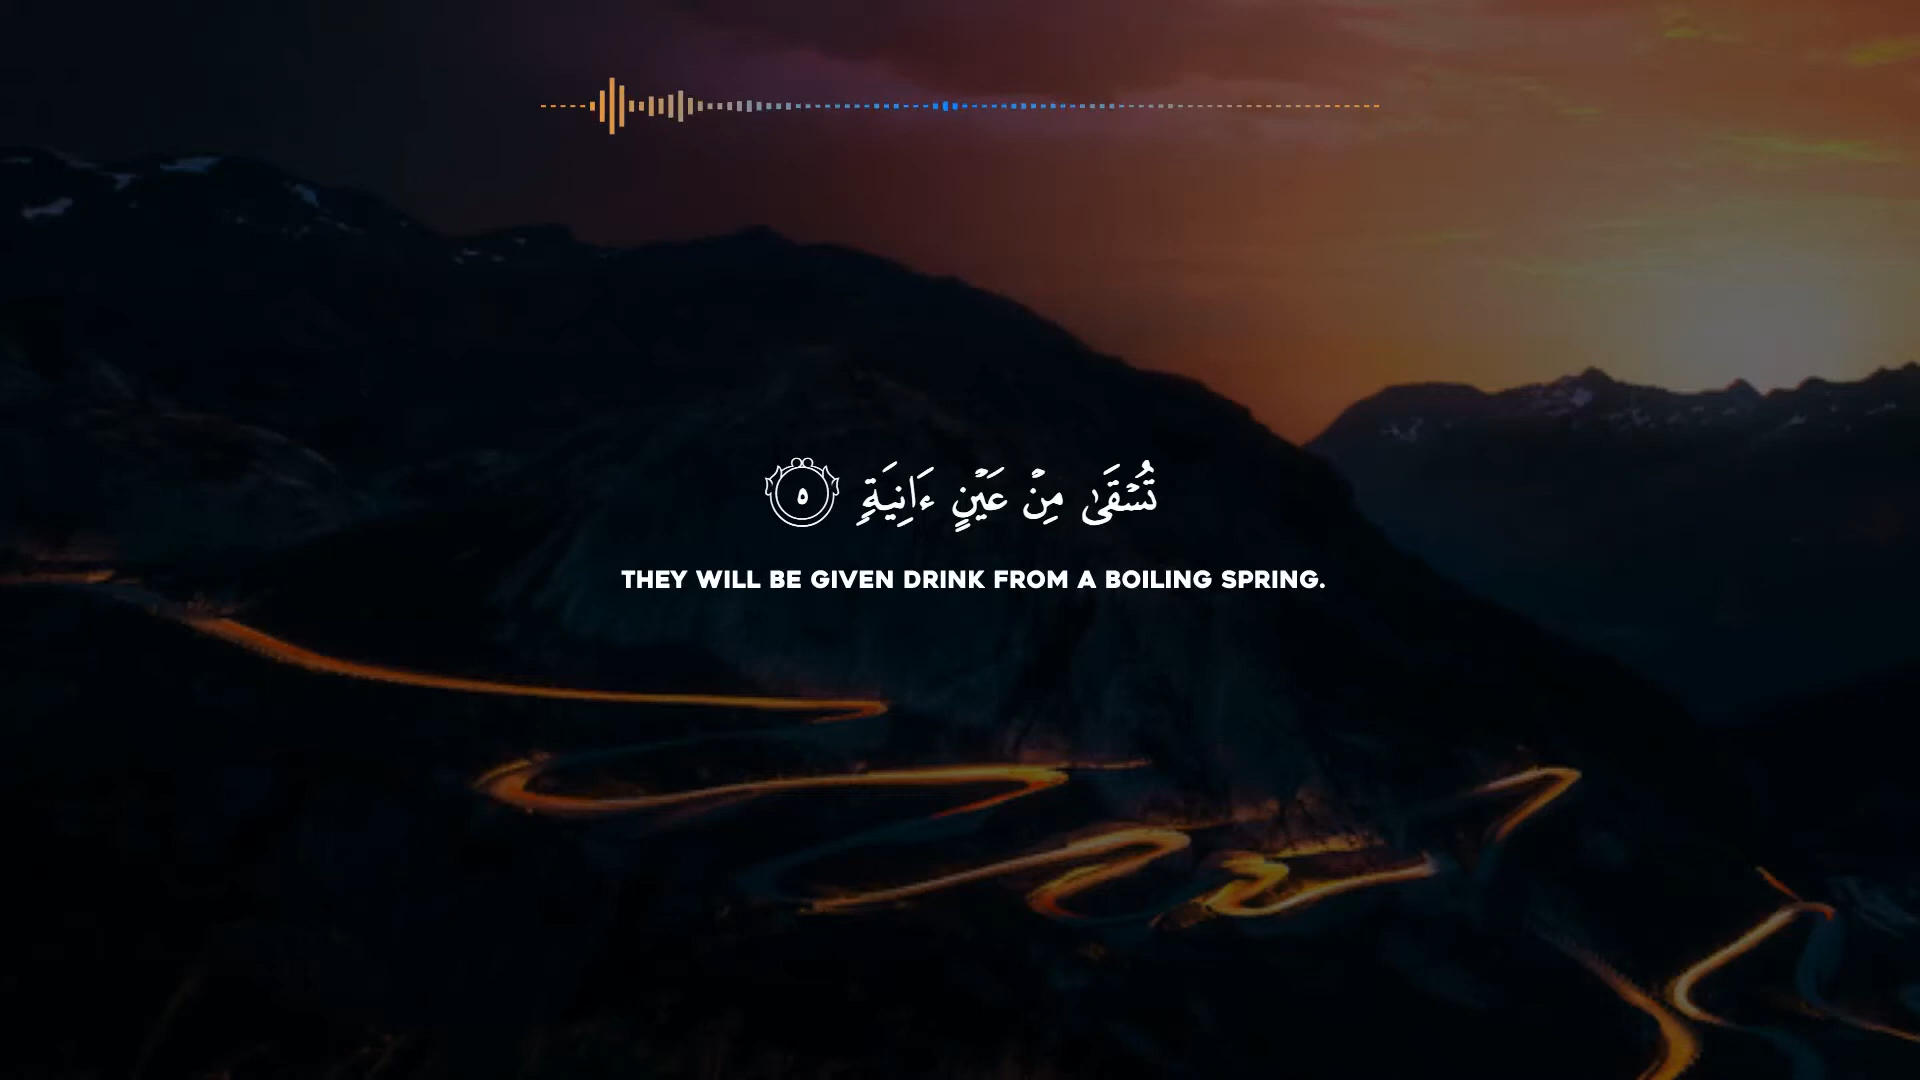 تُسْقَىٰ مِنْ عَيْنٍ ءَانِيَةٍ ٥
THEY WILL BE GIVEN DRINK FROM A BOILING SPRING.